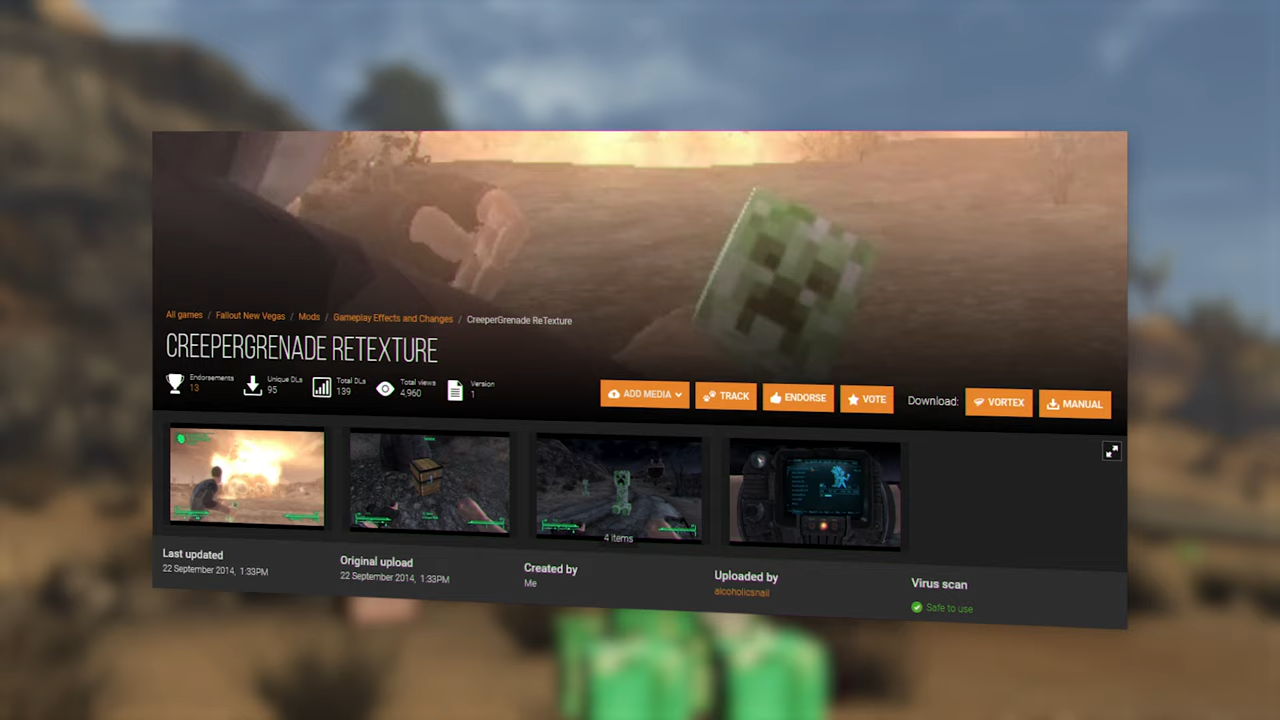 All games / Fallout New Vegas / Mods / Gameplay Effects and Changes / CreeperGrenade ReTexture
CREEPERGRENADE RETEXTURE
Endorsements
13
Unique DLs
95
Total DLs
139
Total views
4,960
Version
1
ADD MEDIA
TRACK
ENDORSE
VOTE
Download:
VORTEX
MANUAL
4 items
Last updated
22 September 2014, 1:33PM
Original upload
22 September 2014, 1:33PM
Created by
Me
Uploaded by
alcoholicsnail
Virus scan
Safe to use